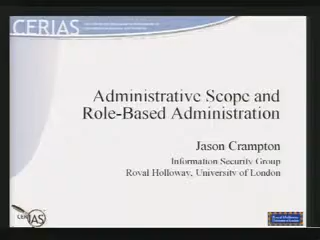 CERIAS
Administrative Scope and
Role-Based Administration
Jason Crampton
Information Security Group
Royal Holloway, University of London
CERIAS